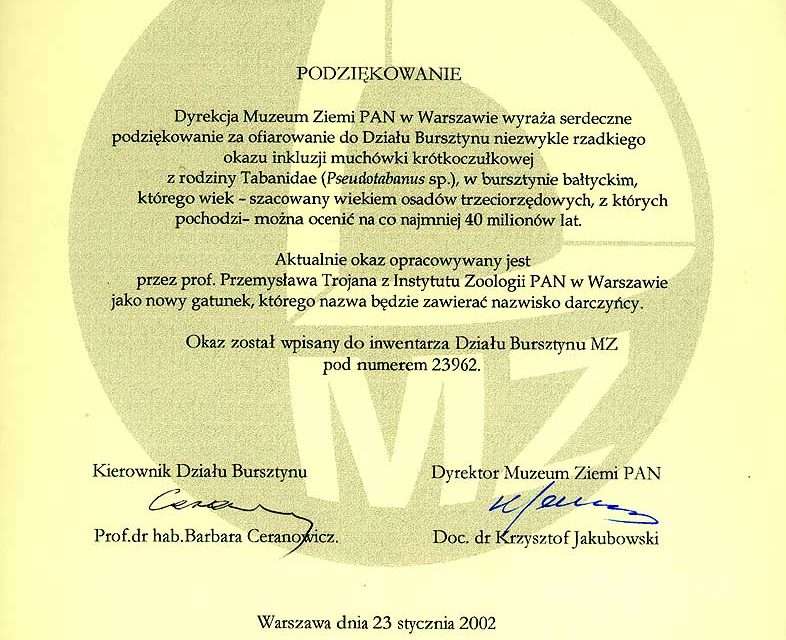 PODZIĘKOWANIE
Dyrekcja Muzeum Ziemi PAN w Warszawie wyraża serdeczne
podziękowanie za ofiarowanie do Działu Bursztynu niezwykle rzadkiego
okazu inkluzji muchówki krótkoczułkowej
z rodziny Tabanidae (Pseudotabanus sp.), w bursztynie bałtyckim,
którego wiek – szacowany wiekiem osadów trzeciorzędowych, z których
pochodzi– można ocenić na co najmniej 40 milionów lat.
Aktualnie okaz opracowywany jest
przez prof. Przemysława Trojana z Instytutu Zoologii PAN w Warszawie
jako nowy gatunek, którego nazwa będzie zawierać nazwisko darczyńcy.
Okaz został wpisany do inwentarza Działu Bursztynu MZ
pod numerem 23962.
MZ
Kierownik Działu Bursztynu
Dyrektor Muzeum Ziemi PAN
Prof.dr hab.Barbara Ceranowicz.
Doc. dr Krzysztof Jakubowski
Warszawa dnia 23 stycznia 2002